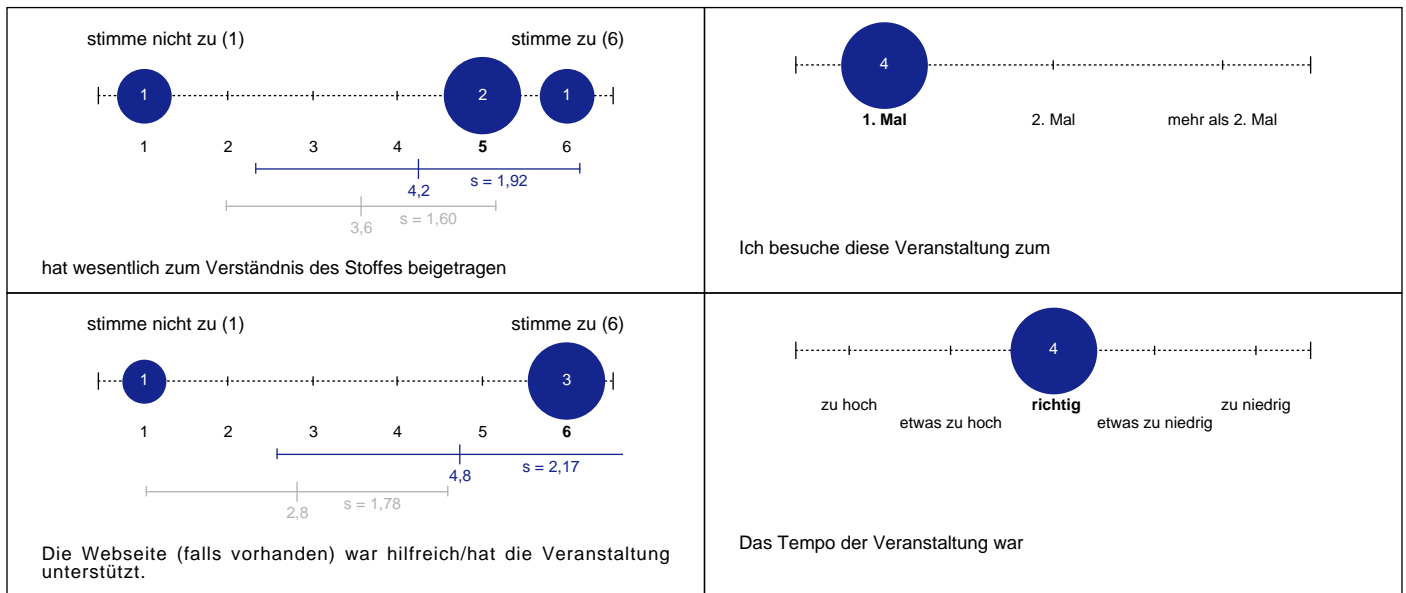 stimme nicht zu (1) stimme zu (6)
1 2 1
1 2 3 4 5 6
s = 1,92
4,2
s = 1,60
3,6
hat wesentlich zum Verständnis des Stoffes beigetragen
4
1. Mal 2. Mal mehr als 2. Mal
Ich besuche diese Veranstaltung zum
stimme nicht zu (1) stimme zu (6)
1 3
1 2 3 4 5 6
s = 2,17
4,8
s = 1,78
2,8
Die Webseite (falls vorhanden) war hilfreich/hat die Veranstaltung
unterstützt.
4
zu hoch richtig zu niedrig
etwas zu hoch etwas zu niedrig
Das Tempo der Veranstaltung war